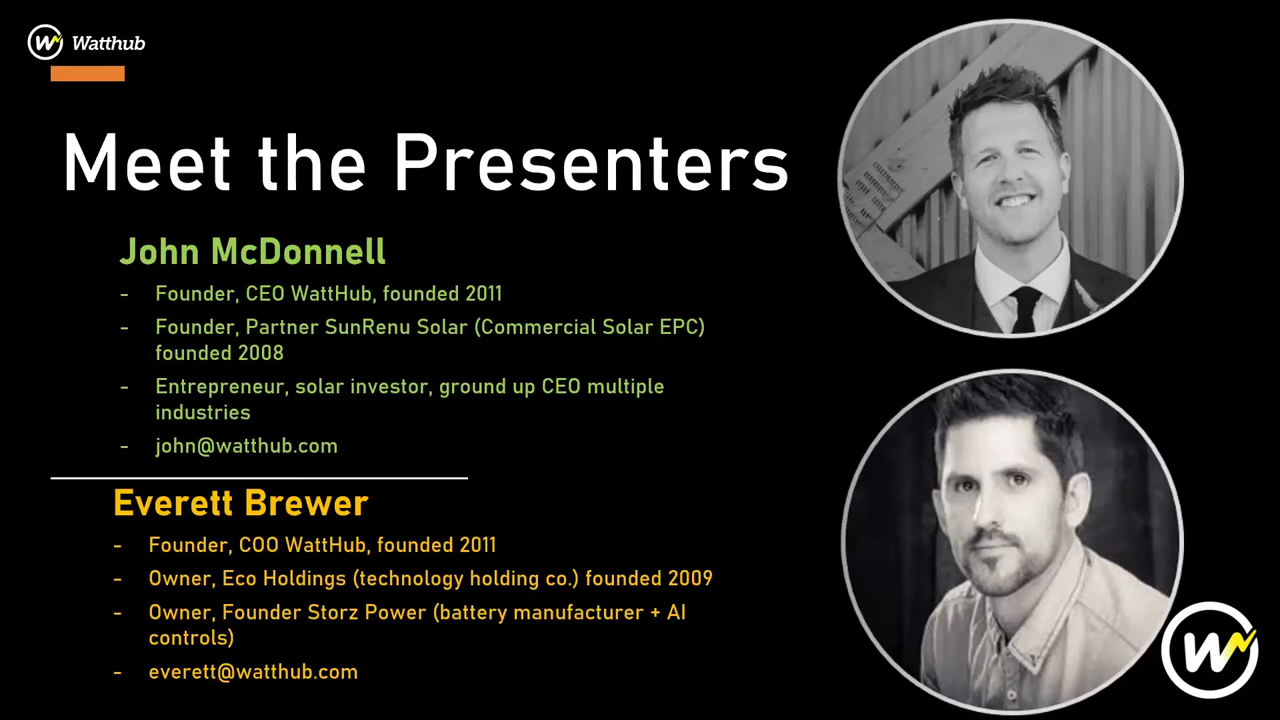 Watthub
Meet the Presenters
John McDonnell
- Founder, CEO WattHub, founded 2011
- Founder, Partner SunRenu Solar (Commercial Solar EPC)
founded 2008
- Entrepreneur, solar investor, ground up CEO multiple
industries
- john@watthub.com
Everett Brewer
- Founder, COO WattHub, founded 2011
- Owner, Eco Holdings (technology holding co.) founded 2009
- Owner, Founder Storz Power (battery manufacturer + AI
controls)
- everett@watthub.com
W